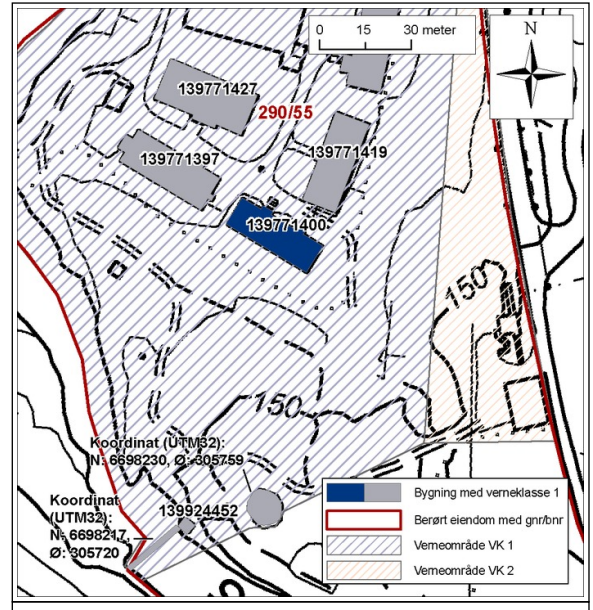 0 15 30 meter
N
139771427
290/55
139771419
139771397
139771400
150
150
Koordinat (UTM32):
N: 6698230, Ø: 305759
Koordinat
(UTM32):
N: 6698217,
Ø: 305720
139924452
Bygning med verneklasse 1
Berørt eiendom med gnr/bnr
Verneområde VK 1
Verneområde VK 2